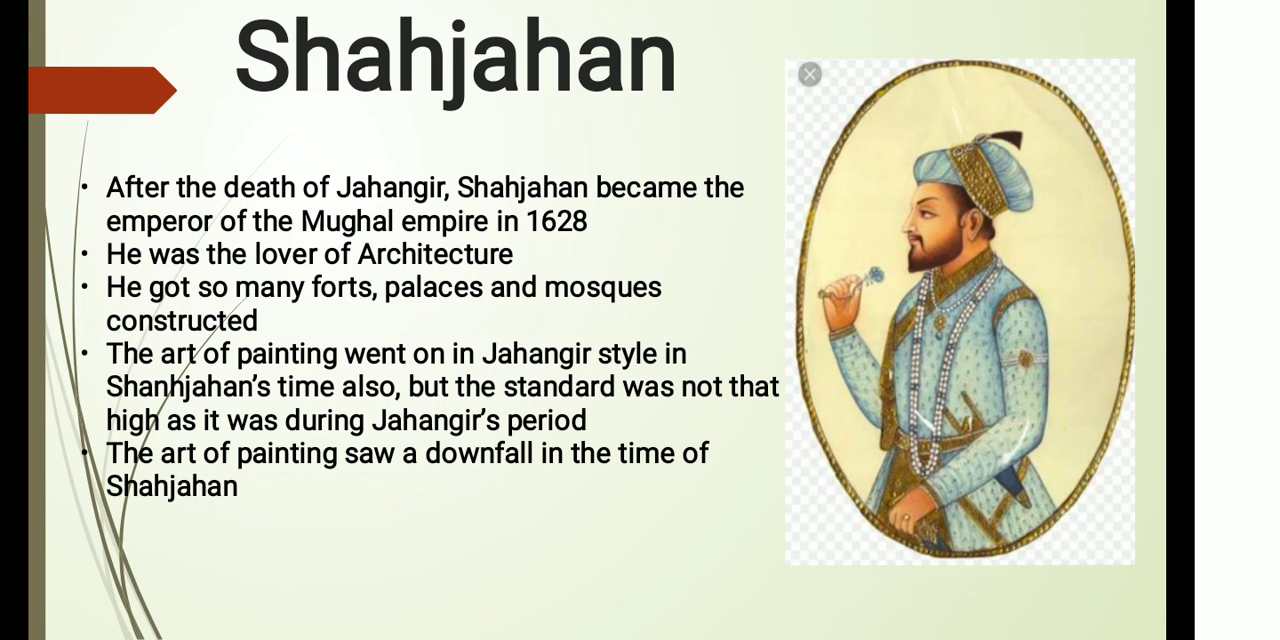 Shahjahan
• After the death of Jahangir, Shahjahan became the
emperor of the Mughal empire in 1628
• He was the lover of Architecture
• He got so many forts, palaces and mosques
constructed
• The art of painting went on in Jahangir style in
Shanhjahan’s time also, but the standard was not that
high as it was during Jahangir’s period
• The art of painting saw a downfall in the time of
Shahjahan